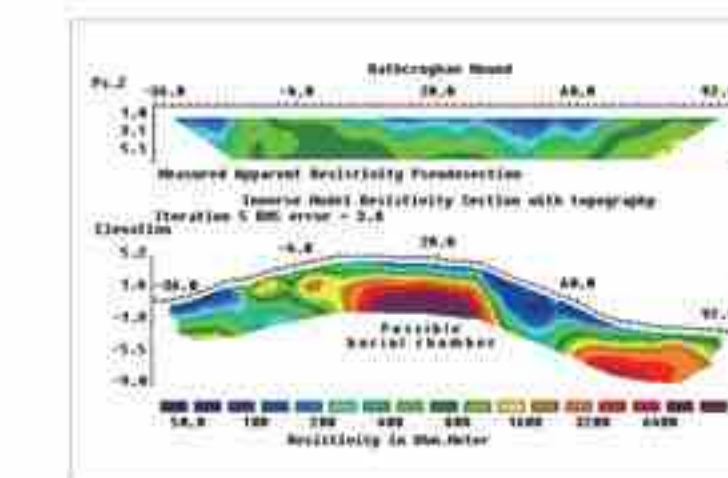 Rathcroghan Mound
Ps.Z
-36.0 -4.0 28.0 60.0 92.
1.0
3.1
5.1
Measured Apparent Resistivity Pseudosection
Inverse Model Resistivity Section with topography
Iteration 5 RMS error = 3.8
Elevation
5.2
-4.0 28.0
1.0 -36.0 60.0
92.
-5.5
-9.0
Possible
burial chamber
50.0 100 200 400 800 1600 3200 6400
Resistivity in Ohm.Meter